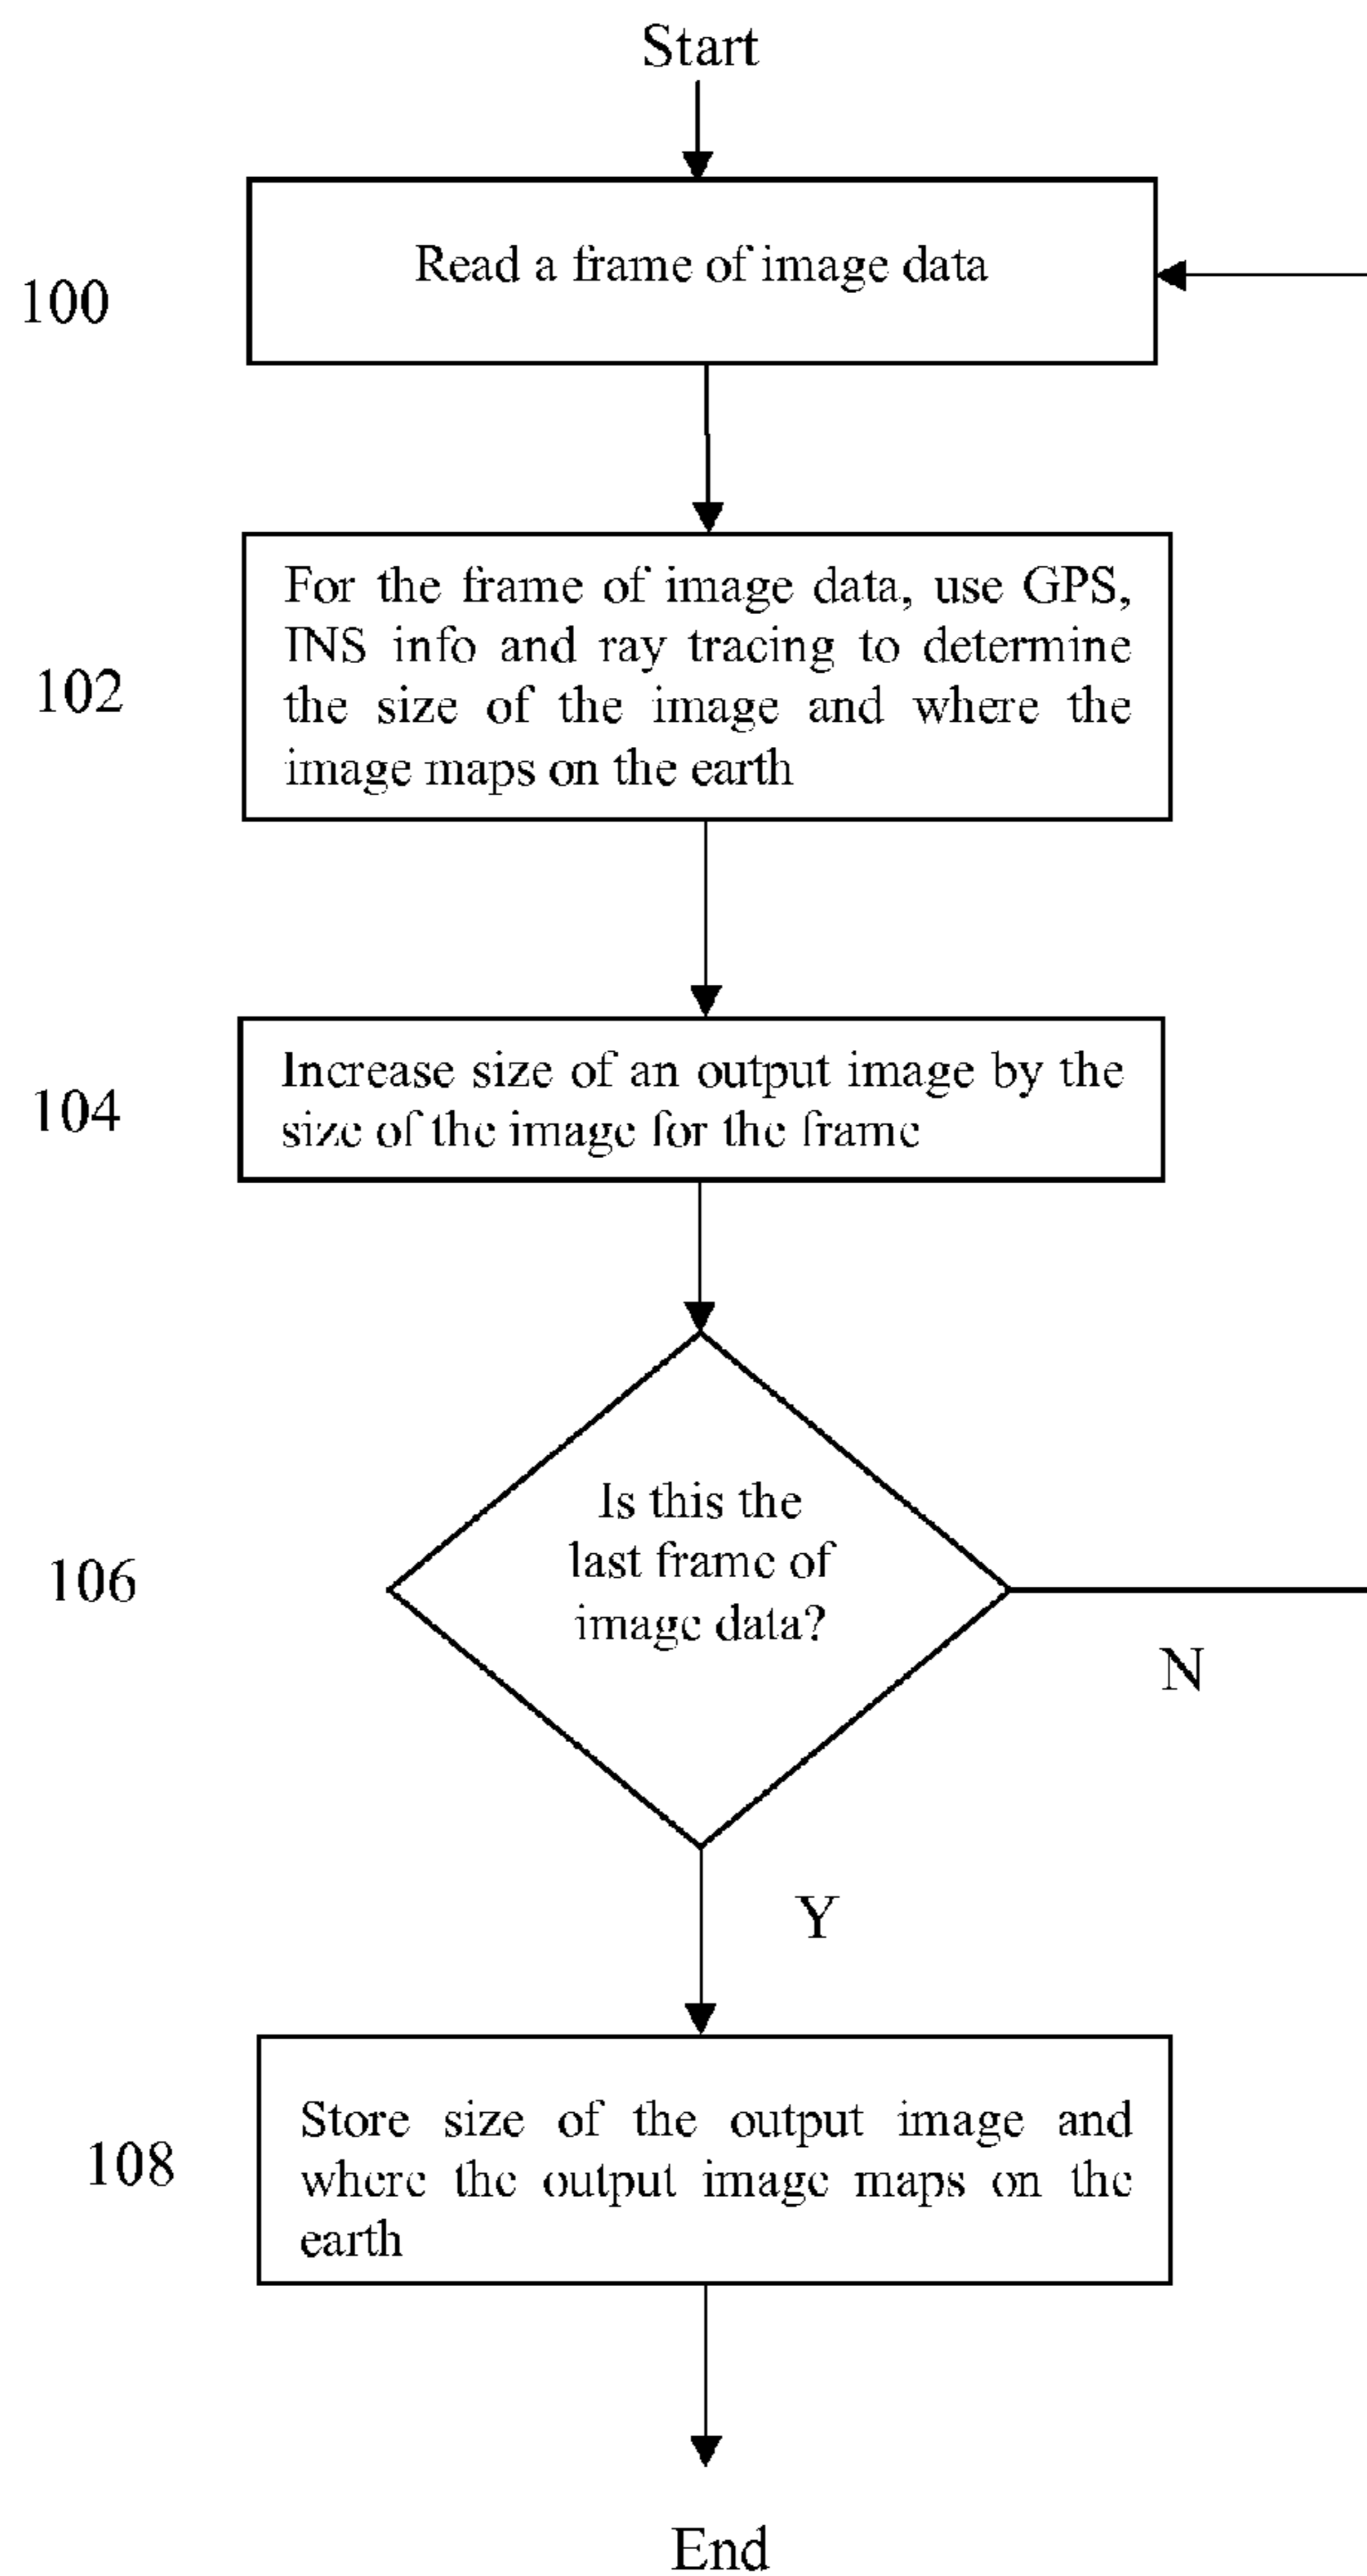 Start
100
Read a frame of image data
102
For the frame of image data, use GPS,
INS info and ray tracing to determine
the size of the image and where the
image maps on the earth
104
Increase size of an output image by the
size of the image for the frame
106
Is this the
last frame of
image data?
N
Y
108
Store size of the output image and
where the output image maps on the
earth
End